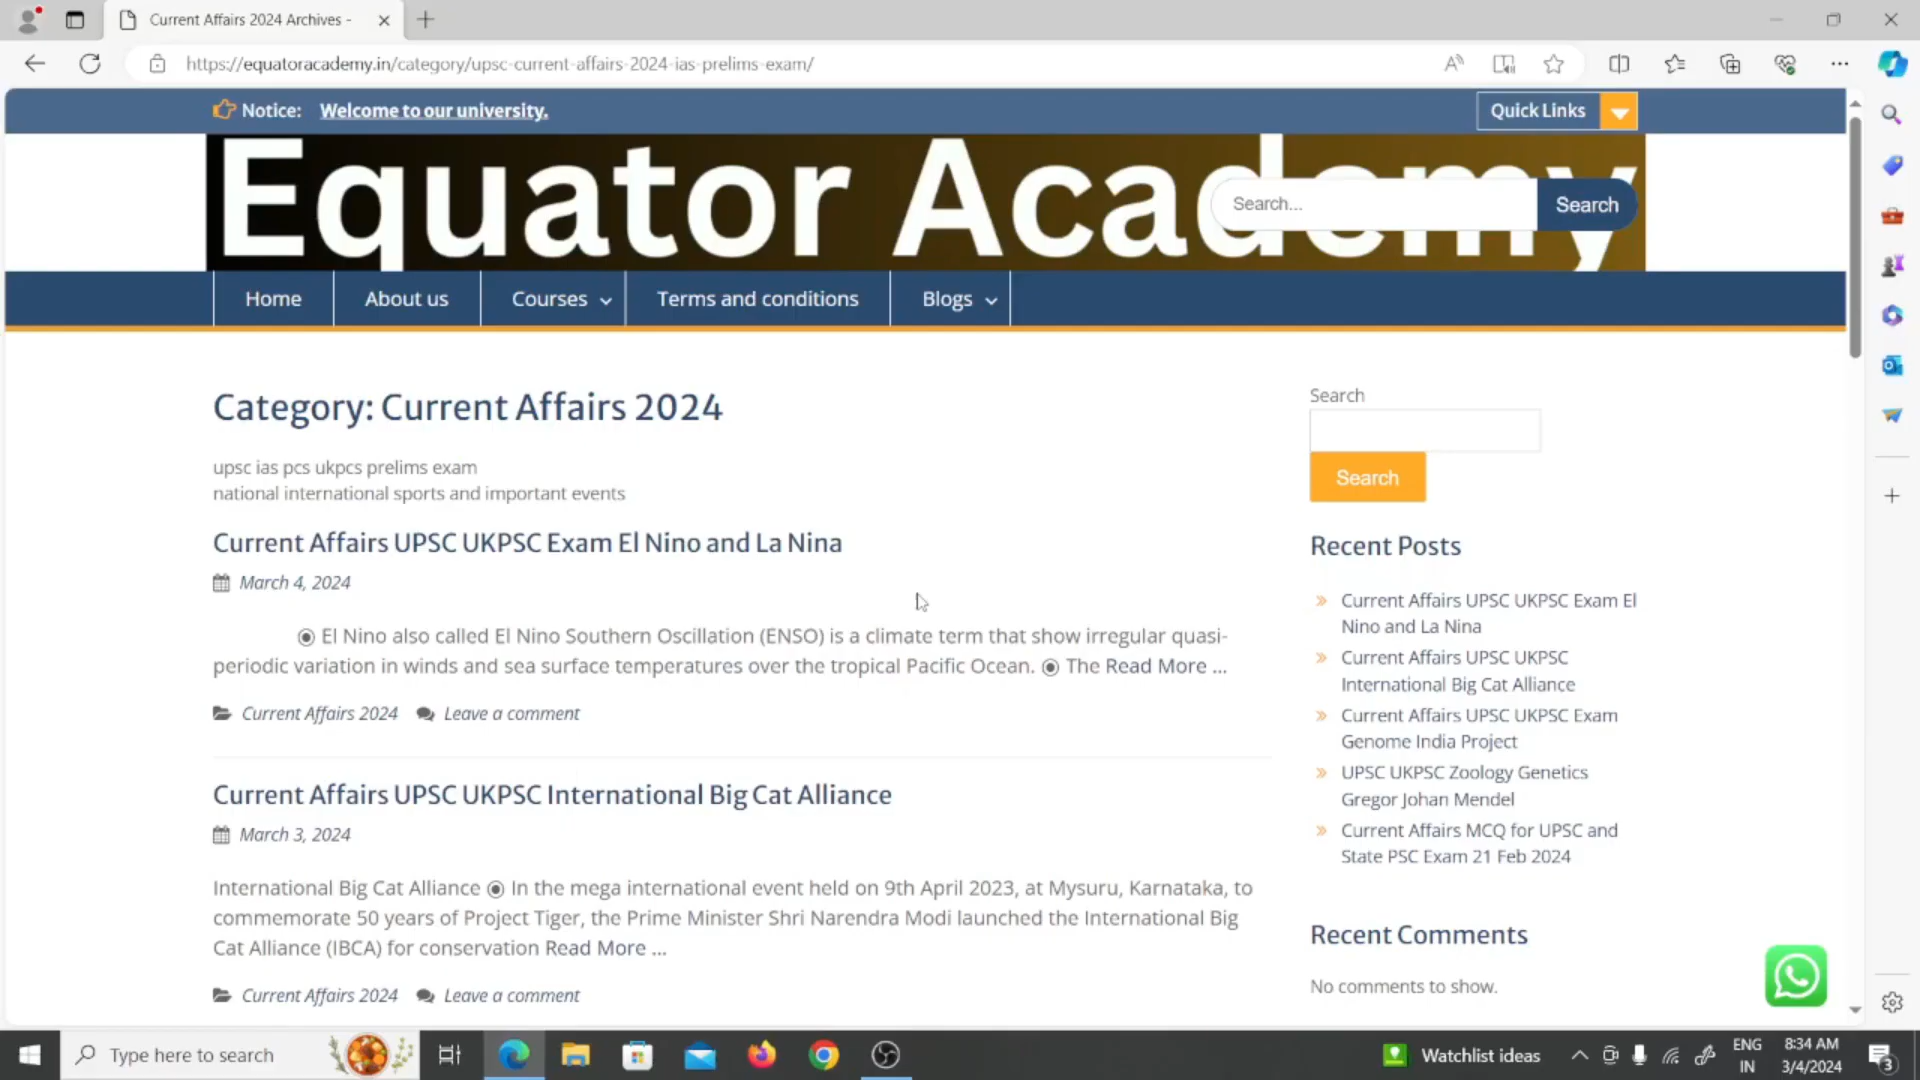 Current Affairs 2024 Archives -
https://equatoracademy.in/category/upsc-current-affairs-2024-ias-prelims-exam/
Notice: Welcome to our university.
Quick Links
Equator Academy
Search...
Search
Home
About us
Courses
Terms and conditions
Blogs
Category: Current Affairs 2024
upsc ias pcs ukpcs prelims exam
national international sports and important events
Current Affairs UPSC UKPSC Exam El Nino and La Nina
March 4, 2024
◉ El Nino also called El Nino Southern Oscillation (ENSO) is a climate term that show irregular quasi-
periodic variation in winds and sea surface temperatures over the tropical Pacific Ocean. ◉ The Read More ...
Current Affairs 2024 Leave a comment
Current Affairs UPSC UKPSC International Big Cat Alliance
March 3, 2024
International Big Cat Alliance ◉ In the mega international event held on 9th April 2023, at Mysuru, Karnataka, to
commemorate 50 years of Project Tiger, the Prime Minister Shri Narendra Modi launched the International Big
Cat Alliance (IBCA) for conservation Read More ...
Current Affairs 2024 Leave a comment
Search
Search
Recent Posts
Current Affairs UPSC UKPSC Exam El
Nino and La Nina
Current Affairs UPSC UKPSC
International Big Cat Alliance
Current Affairs UPSC UKPSC Exam
Genome India Project
UPSC UKPSC Zoology Genetics
Gregor Johan Mendel
Current Affairs MCQ for UPSC and
State PSC Exam 21 Feb 2024
Recent Comments
No comments to show.
Type here to search
Watchlist ideas
ENG
IN
8:34 AM
3/4/2024
3